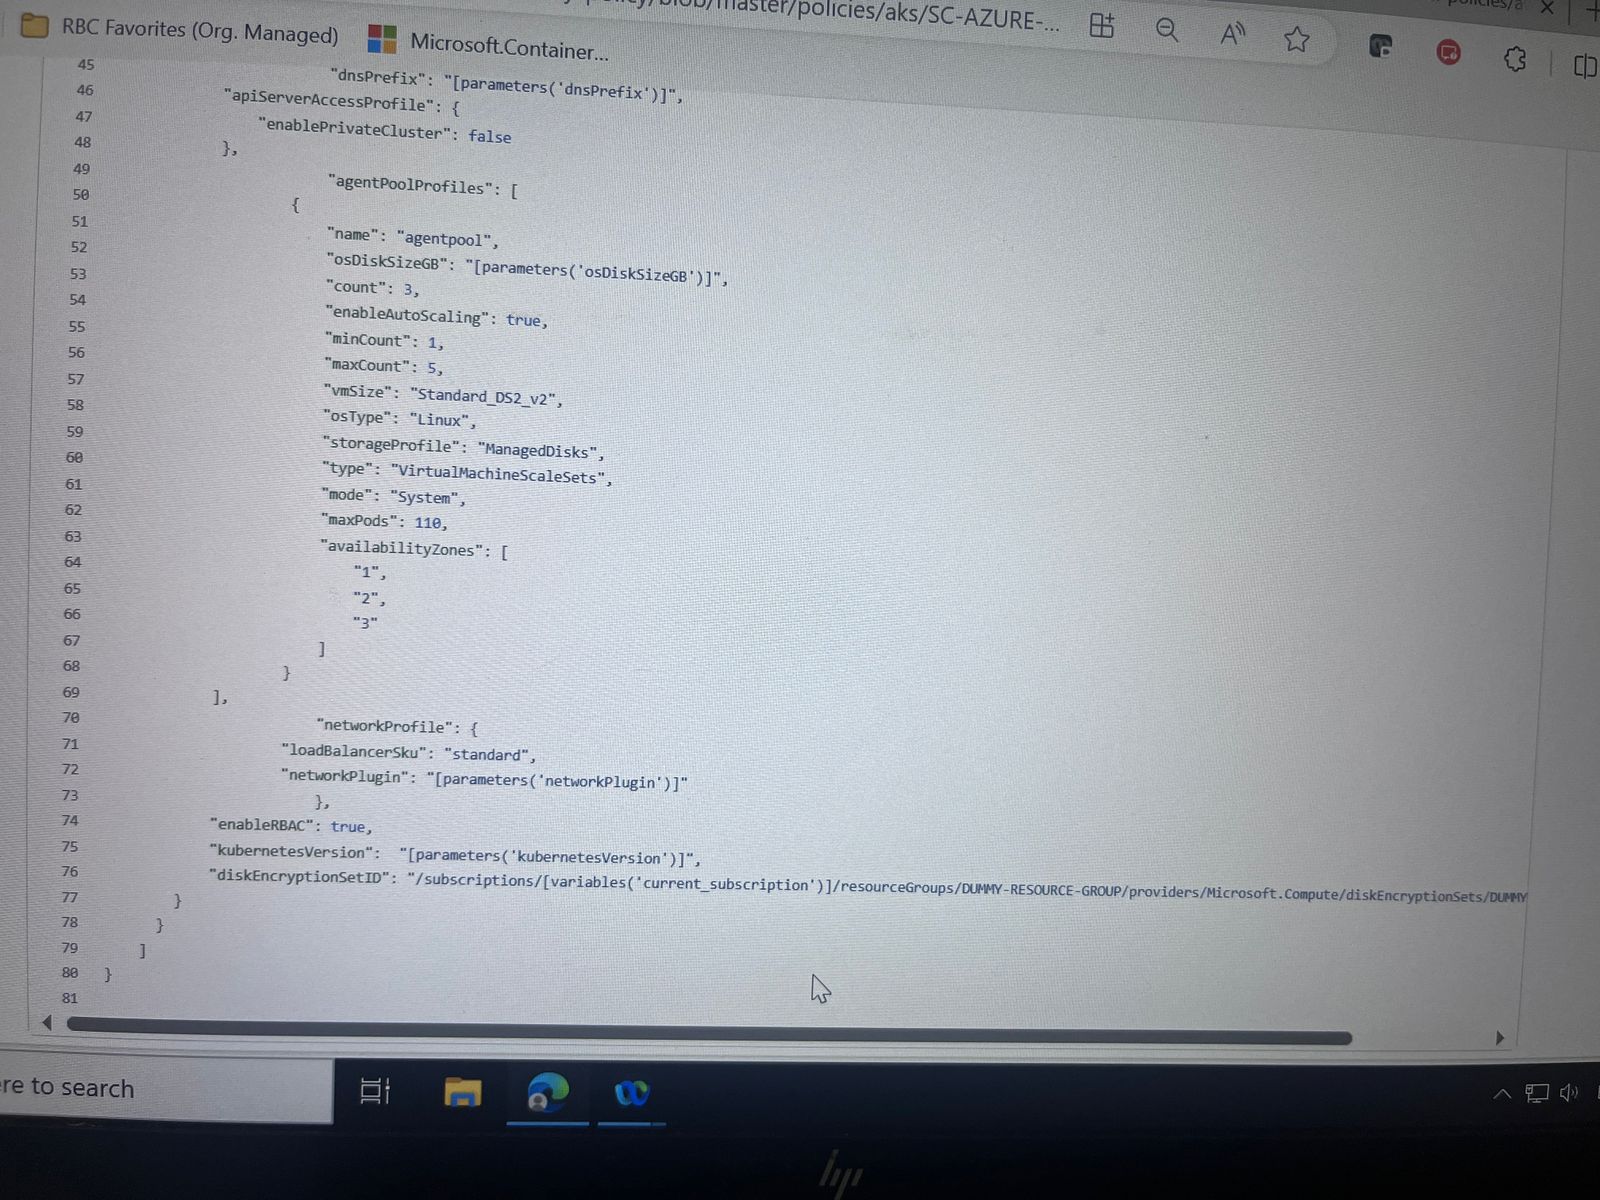 /blob/master/policies/aks/SC-AZURE-...
RBC Favorites (Org. Managed) Microsoft.Container...
45 "dnsPrefix": "[parameters('dnsPrefix')]",
46 "apiServerAccessProfile": {
47 "enablePrivateCluster": false
48 },
49 "agentPoolProfiles": [
50 {
51 "name": "agentpool",
52 "osDiskSizeGB": "[parameters('osDiskSizeGB')]",
53 "count": 3,
54 "enableAutoScaling": true,
55 "minCount": 1,
56 "maxCount": 5,
57 "vmSize": "Standard_DS2_v2",
58 "osType": "Linux",
59 "storageProfile": "ManagedDisks",
60 "type": "VirtualMachineScaleSets",
61 "mode": "System",
62 "maxPods": 110,
63 "availabilityZones": [
64 "1",
65 "2",
66 "3"
67 ]
68 }
69 ],
70 "networkProfile": {
71 "loadBalancerSku": "standard",
72 "networkPlugin": "[parameters('networkPlugin')]"
73 },
74 "enableRBAC": true,
75 "kubernetesVersion": "[parameters('kubernetesVersion')]",
76 "diskEncryptionSetID": "/subscriptions/[variables('current_subscription')]/resourceGroups/DUMMY-RESOURCE-GROUP/providers/Microsoft.Compute/diskEncryptionSets/DUMMY
77 }
78 }
79 ]
80 }
81
re to search
hp